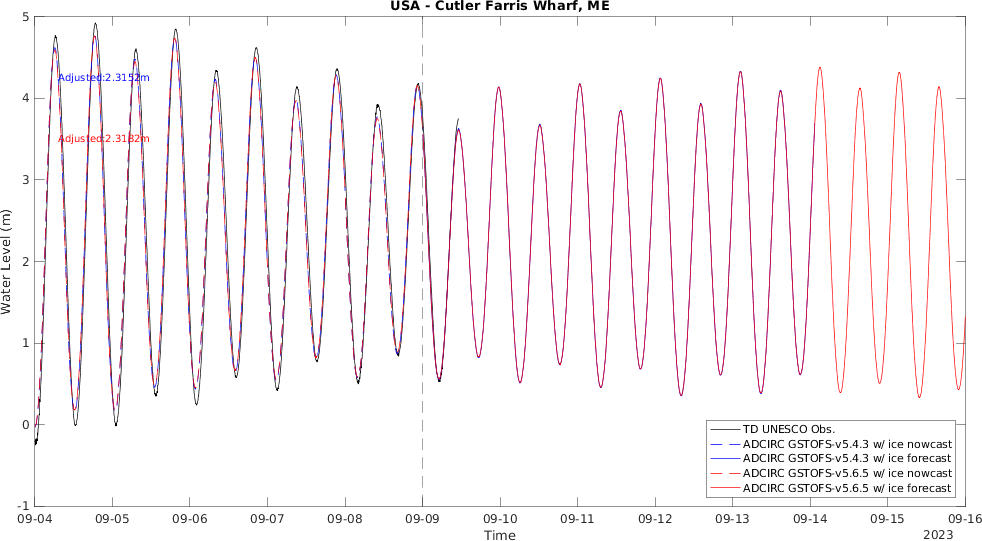 USA - Cutler Farris Wharf, ME
5
4
3
2
1
0
-1
Water Level (m)
Adjusted:2.3152m
Adjusted:2.3182m
TD UNESCO Obs.
ADCIRC GSTOFS-v5.4.3 w/ ice nowcast
ADCIRC GSTOFS-v5.4.3 w/ ice forecast
ADCIRC GSTOFS-v5.6.5 w/ ice nowcast
ADCIRC GSTOFS-v5.6.5 w/ ice forecast
09-04 09-05 09-06 09-07 09-08 09-09 09-10 09-11 09-12 09-13 09-14 09-15 09-16
Time
2023